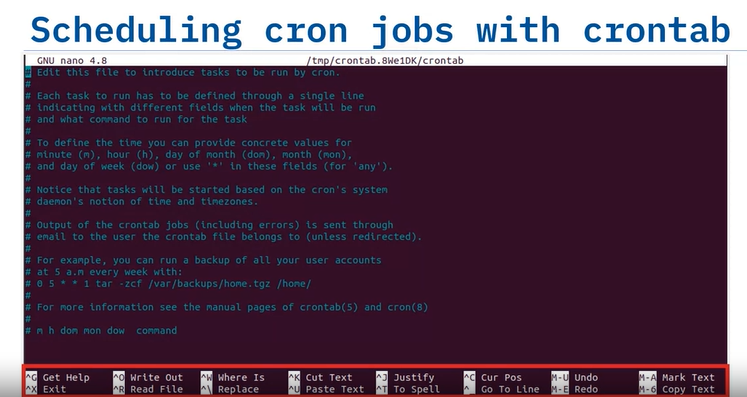 Scheduling cron jobs with crontab
GNU nano 4.8 /tmp/crontab.8We1DK/crontab
# Edit this file to introduce tasks to be run by cron.
#
# Each task to run has to be defined through a single line
# indicating with different fields when the task will be run
# and what command to run for the task
#
# To define the time you can provide concrete values for
# minute (m), hour (h), day of month (dom), month (mon),
# and day of week (dow) or use '*' in these fields (for 'any').
#
# Notice that tasks will be started based on the cron's system
# daemon's notion of time and timezones.
#
# Output of the crontab jobs (including errors) is sent through
# email to the user the crontab file belongs to (unless redirected).
#
# For example, you can run a backup of all your user accounts
# at 5 a.m every week with:
# 0 5 * * 1 tar -zcf /var/backups/home.tgz /home/
#
# For more information see the manual pages of crontab(5) and cron(8)
#
# m h dom mon dow command
^G Get Help ^O Write Out ^W Where Is ^K Cut Text ^J Justify ^C Cur Pos M-U Undo M-A Mark Text
^X Exit ^R Read File ^\ Replace ^U Paste Text ^T To Spell ^_ Go To Line M-E Redo M-6 Copy Text